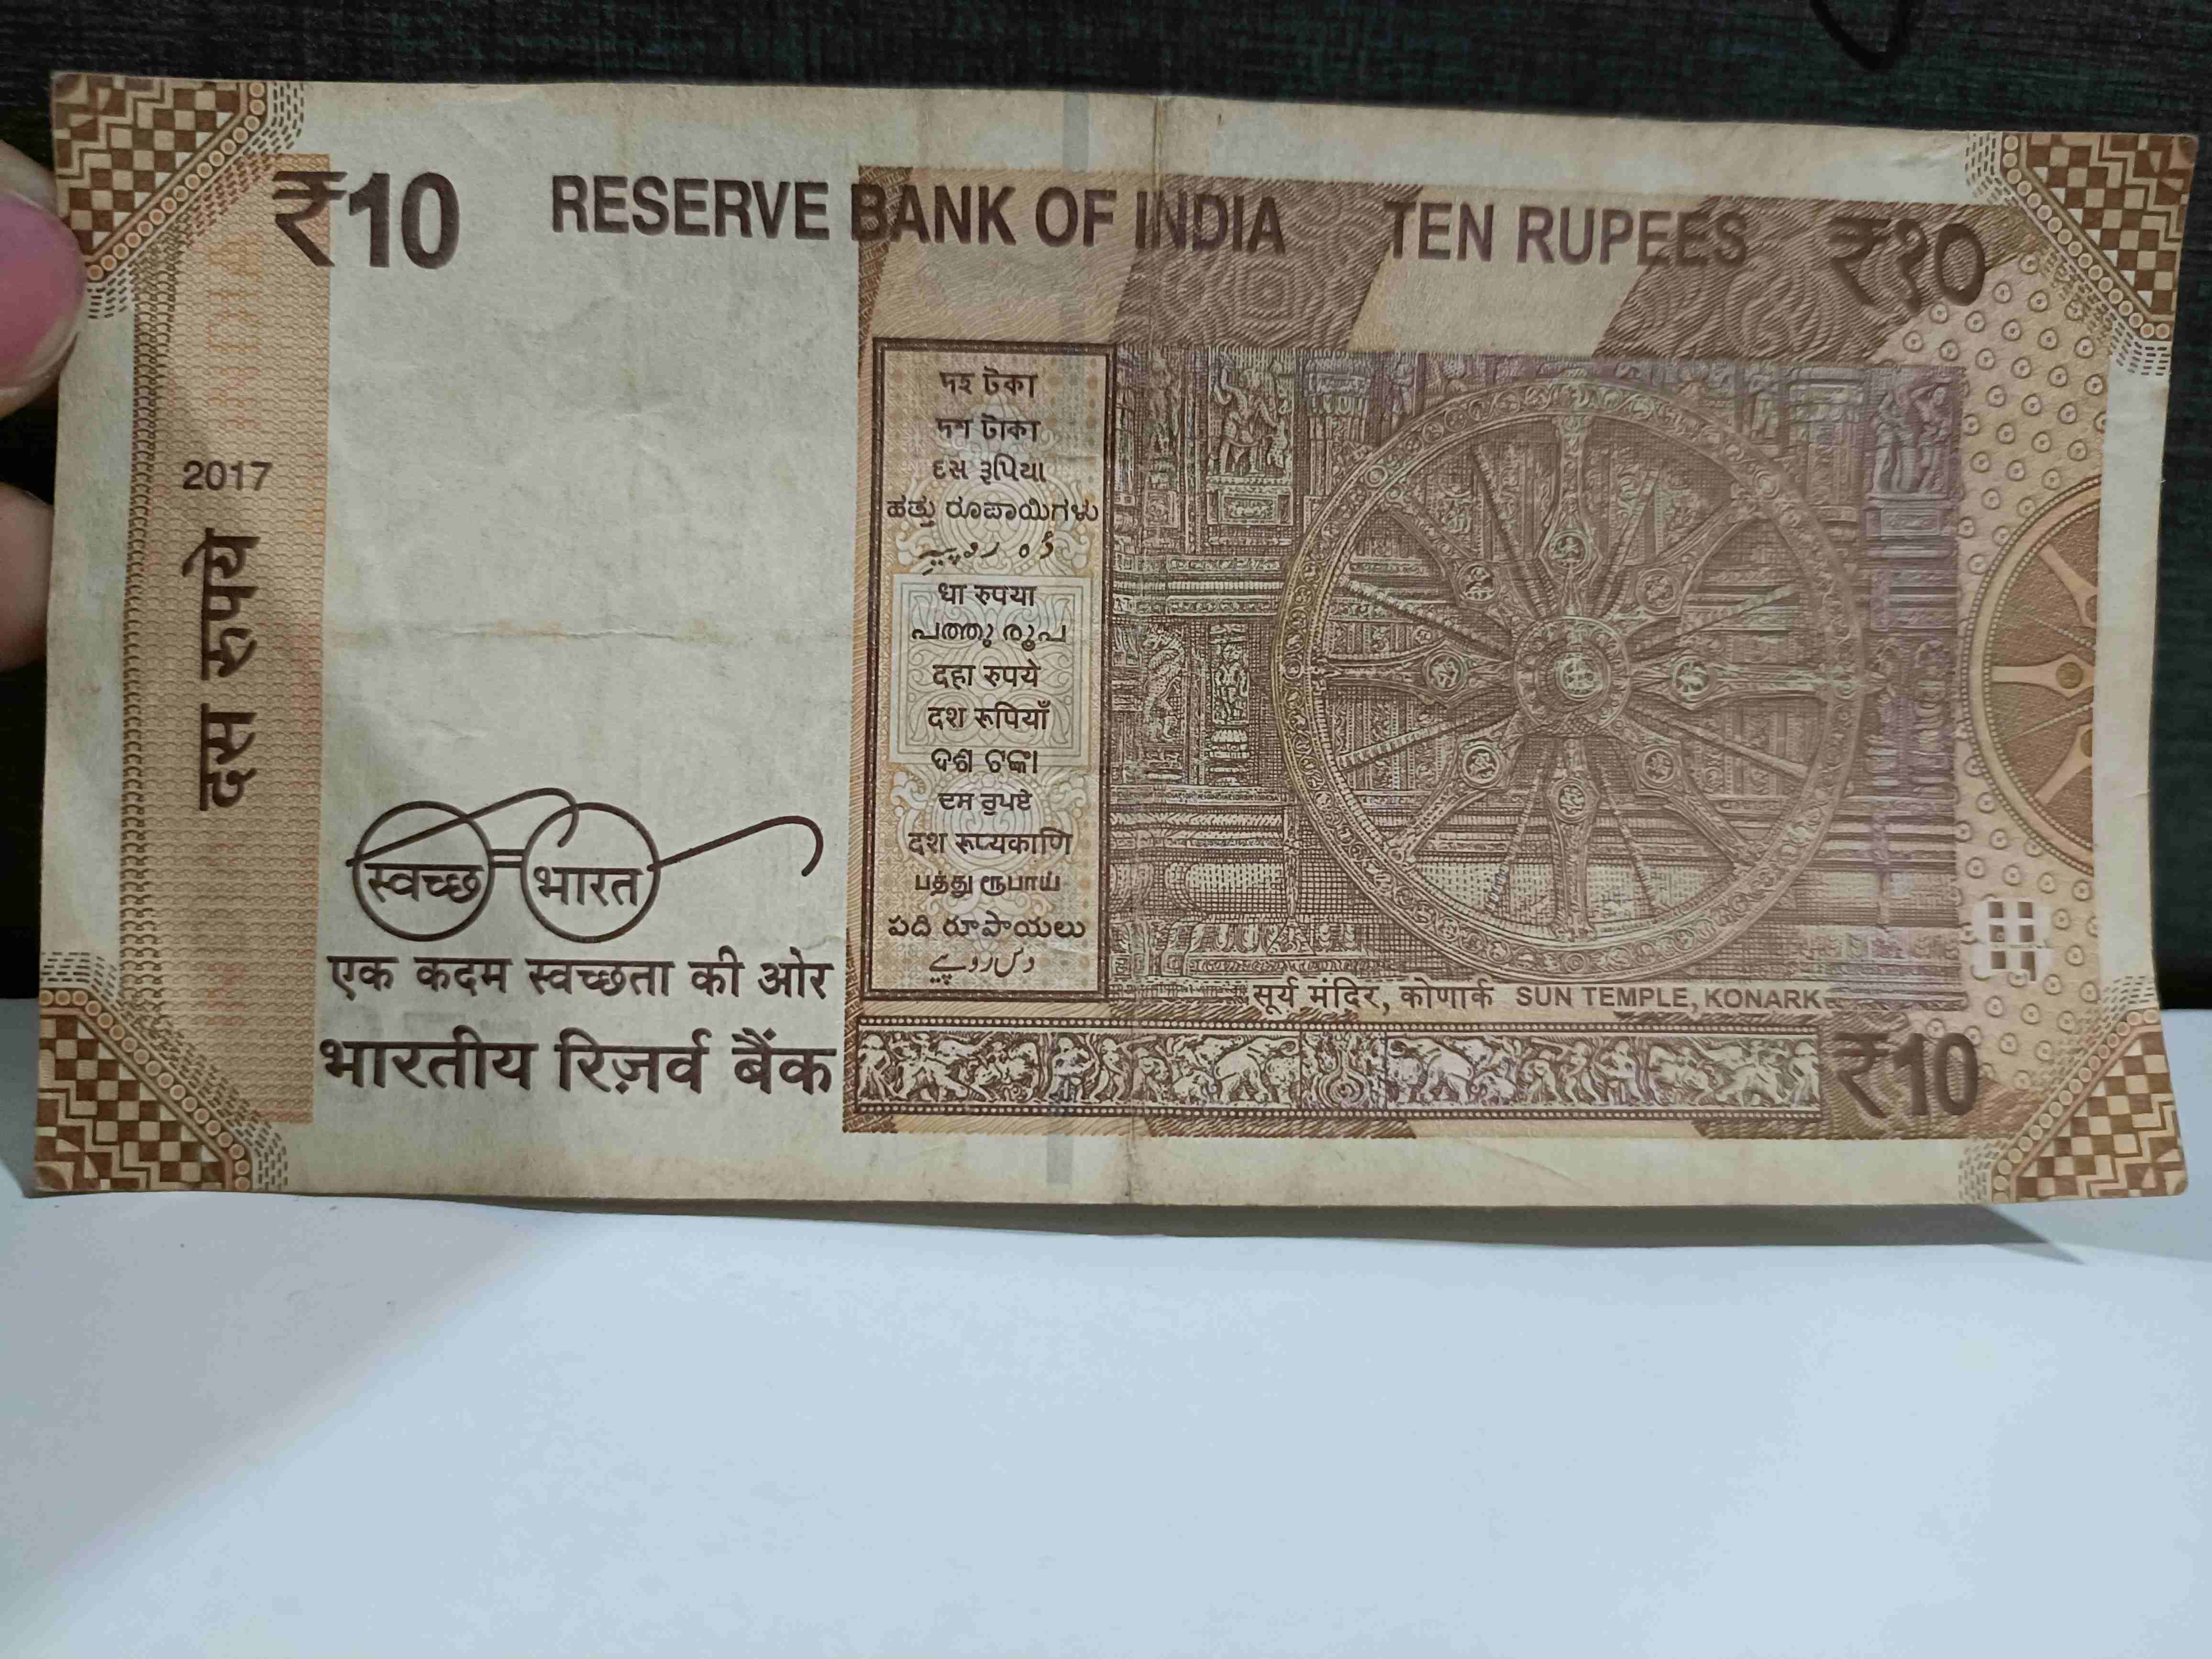 ₹10 RESERVE BANK OF INDIA TEN RUPEES ₹१०
2017
दस रुपये
দহ টকা
দশ টাকা
દસ રૂપિયા
ಹತ್ತು ರೂಪಾಯಿಗಳು
धा रुपया
പത്തു രൂപ
दहा रुपये
दश रूपियाँ
ଦଶ ଟଙ୍କା
ਦਸ ਰੁਪਏ
दश रूप्यकाणि
பத்து ரூபாய்
పది రూపాయలు
دس روپے
स्वच्छ भारत
एक कदम स्वच्छता की ओर
भारतीय रिज़र्व बैंक
सूर्य मंदिर, कोणार्क SUN TEMPLE, KONARK
₹10